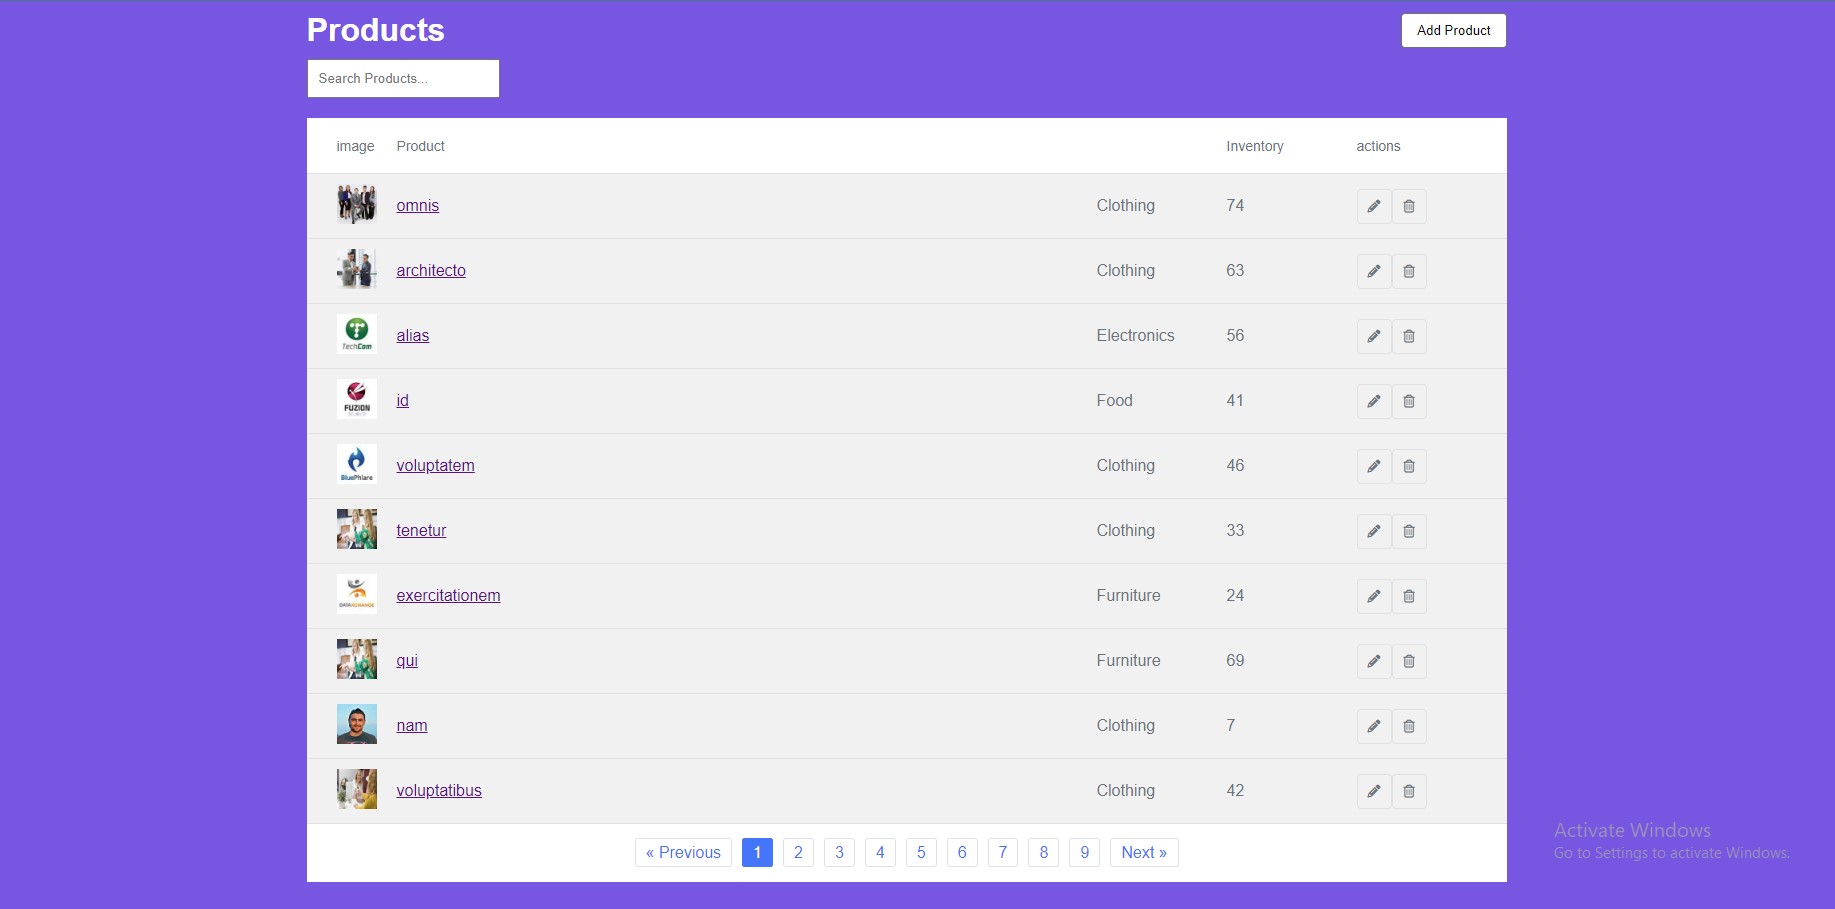 Products
Add Product
Search Products...
image Product Inventory actions
omnis Clothing 74
architecto Clothing 63
TechCom
alias Electronics 56
FUZION
id Food 41
BluePhlare
voluptatem Clothing 46
tenetur Clothing 33
DATAXCHANGE
exercitationem Furniture 24
qui Furniture 69
nam Clothing 7
voluptatibus Clothing 42
« Previous 1 2 3 4 5 6 7 8 9 Next »
Activate Windows
Go to Settings to activate Windows.